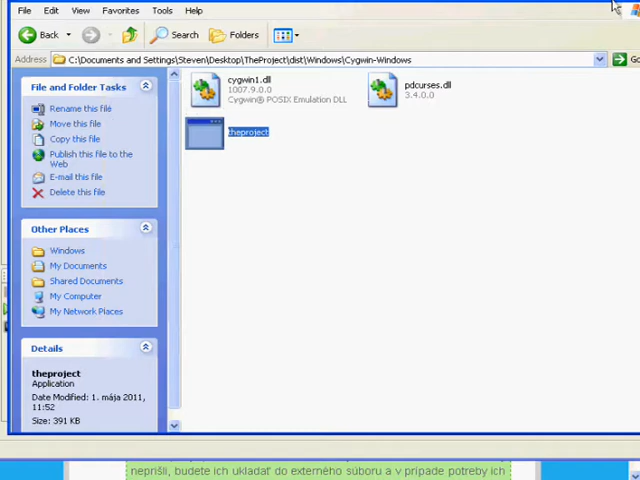 File Edit View Favorites Tools Help
Back Search Folders
Address C:\Documents and Settings\Steven\Desktop\TheProject\dist\Windows\Cygwin-Windows Go
File and Folder Tasks
Rename this file
Move this file
Copy this file
Publish this file to the
Web
E-mail this file
Delete this file
Other Places
Windows
My Documents
Shared Documents
My Computer
My Network Places
Details
theproject
Application
Date Modified: 1. mája 2011,
11:52
Size: 391 KB
cygwin1.dll
1007.9.0.0
Cygwin® POSIX Emulation DLL
pdcurses.dll
3.4.0.0
theproject
neprišli, budete ich ukladať do externého súboru a v prípade potreby ich